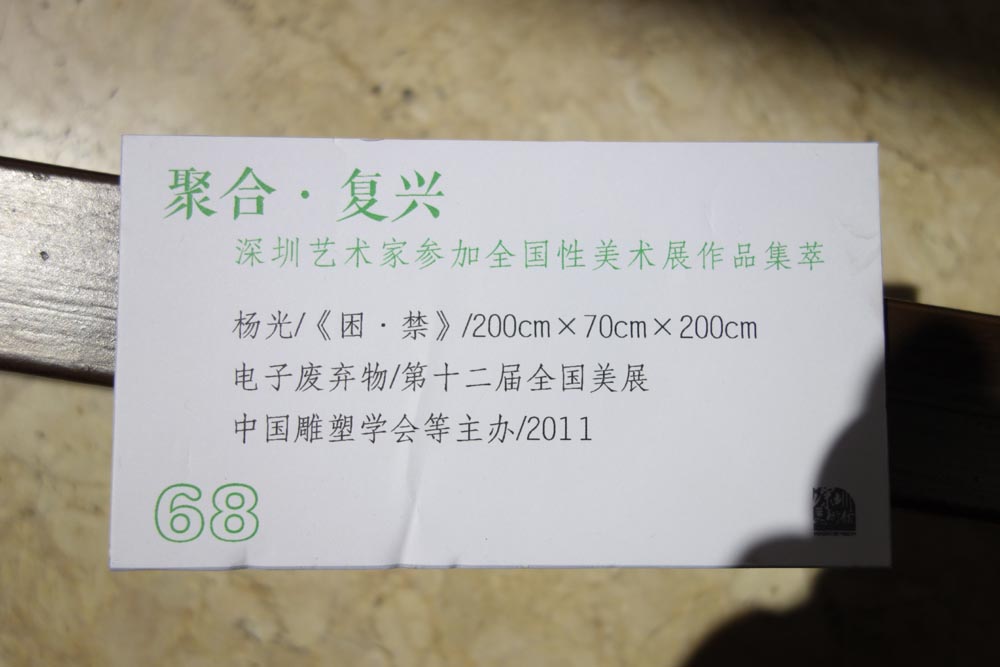 聚合·复兴
深圳艺术家参加全国性美术展作品集萃
杨光/《困·禁》/200cm×70cm×200cm
电子废弃物/第十二届全国美展
中国雕塑学会等主办/2011
68